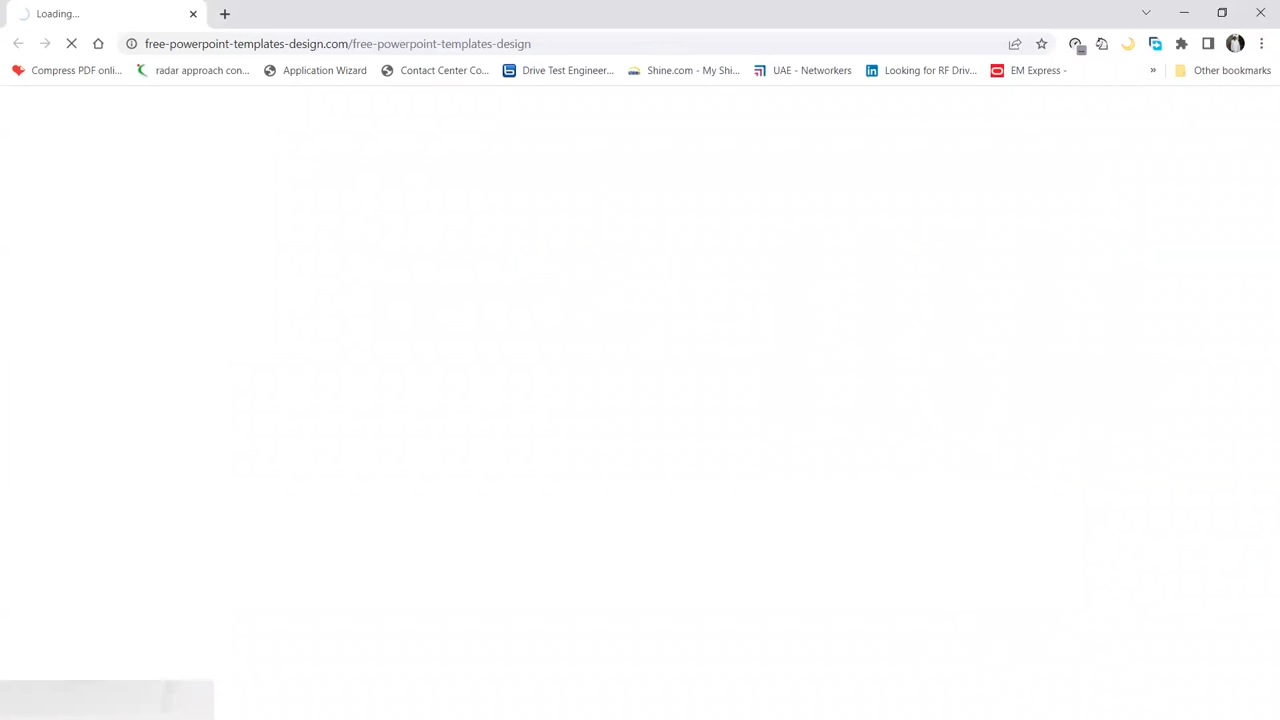 Loading...
free-powerpoint-templates-design.com/free-powerpoint-templates-design
Compress PDF onli...
radar approach con...
Application Wizard
Contact Center Co...
Drive Test Engineer...
Shine.com - My Shi...
UAE - Networkers
Looking for RF Driv...
EM Express -
»
Other bookmarks